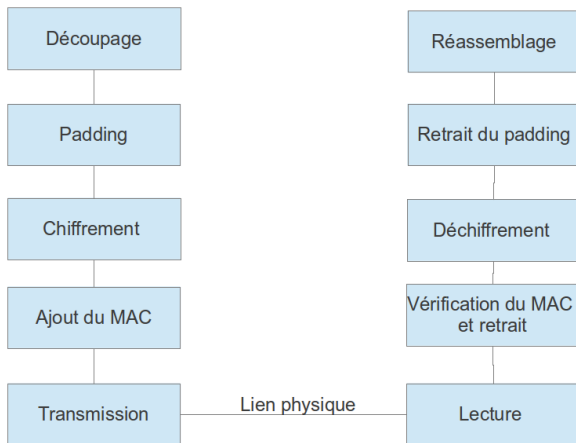 Découpage
Padding
Chiffrement
Ajout du MAC
Transmission
Lien physique
Réassemblage
Retrait du padding
Déchiffrement
Vérification du MAC
et retrait
Lecture